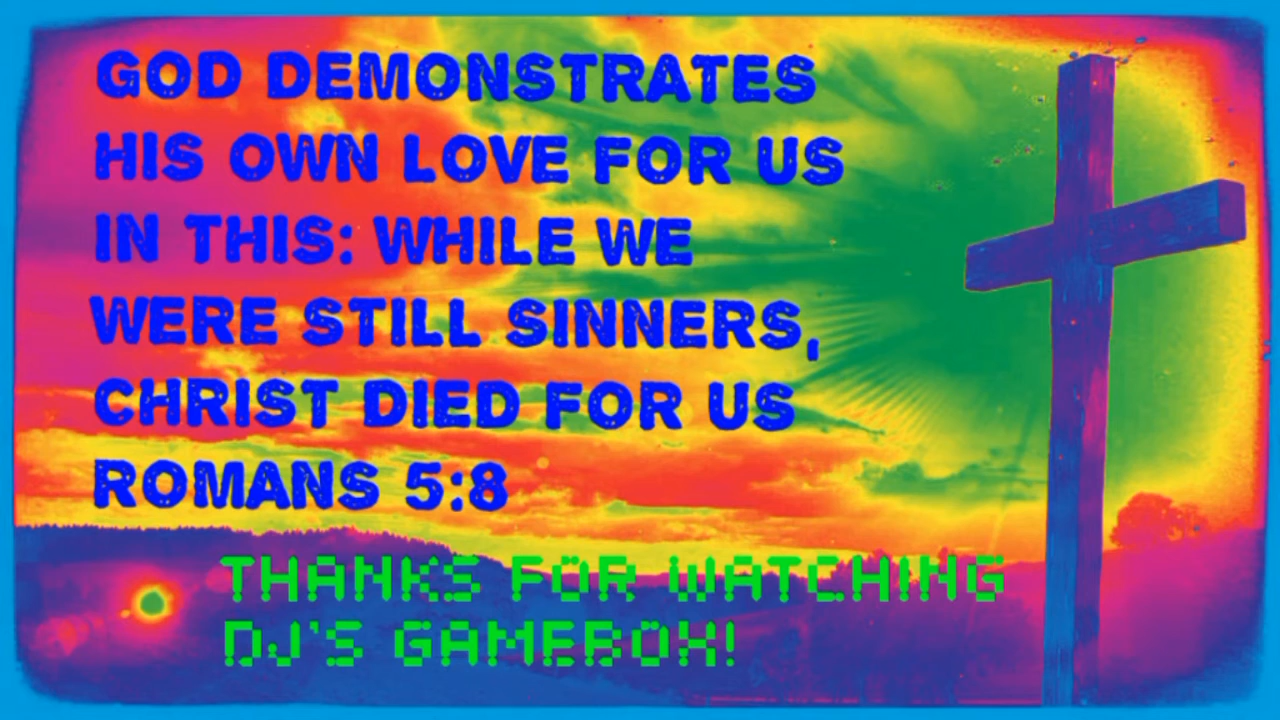 GOD DEMONSTRATES
HIS OWN LOVE FOR US
IN THIS: WHILE WE
WERE STILL SINNERS,
CHRIST DIED FOR US
ROMANS 5:8
THANKS FOR WATCHING
DJ'S GAMEBOX!